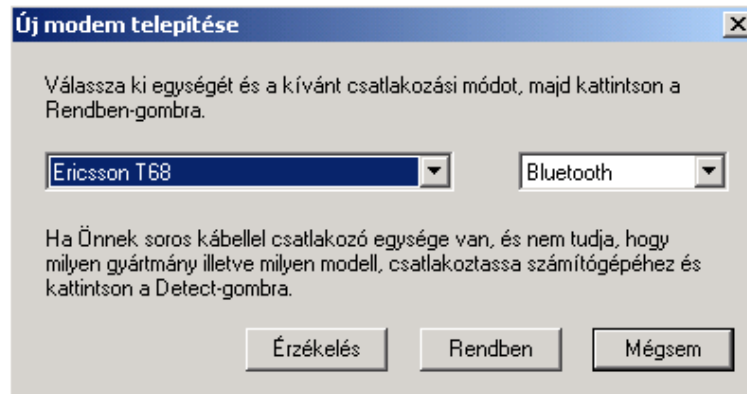 Új modem telepítése
Válassza ki egységét és a kívánt csatlakozási módot, majd kattintson a
Rendben-gombra.
Ericsson T68
Bluetooth
Ha Önnek soros kábellel csatlakozó egysége van, és nem tudja, hogy
milyen gyártmány illetve milyen modell, csatlakoztassa számítógépéhez és
kattintson a Detect-gombra.
Érzékelés
Rendben
Mégsem